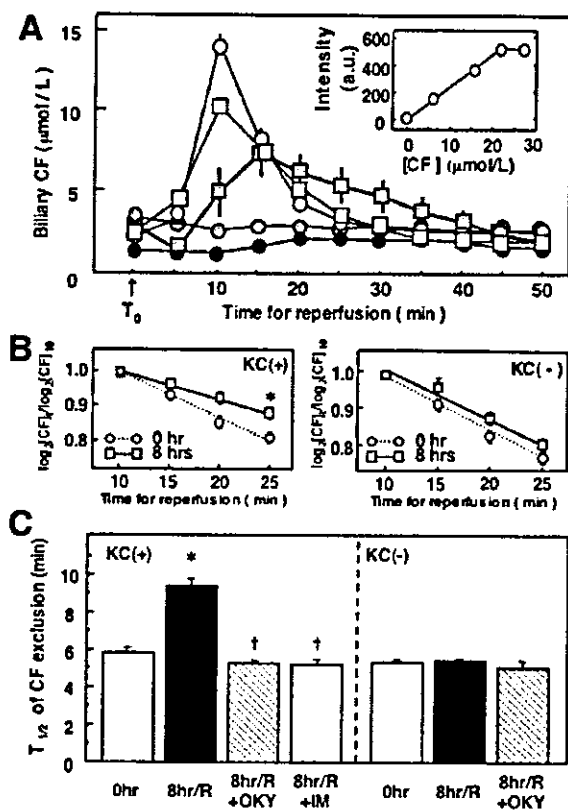 A
Biliary CF (μmol / L)
15
10
5
0
Intensity
(a.u.)
600
400
200
0
0 10 20 30
[CF] (μmol/L)
0 10 20 30 40 50
↑
T₀
Time for reperfusion ( min )
B
KC(+)
1.0
0.9
0.8
*
0 hr
8 hrs
10 15 20 25
Time for reperfusion ( min )
KC( - )
1.0
0.9
0.8
0 hr
8 hrs
10 15 20 25
Time for reperfusion ( min )
C
T 1/2 of CF exclusion (min)
KC(+)
KC(-)
10
8
6
4
2
0
*
†
†
0hr
8hr/R
8hr/R
+OKY
8hr/R
+IM
0hr
8hr/R
8hr/R
+OKY